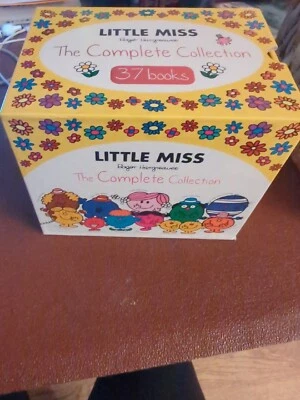 LITTLE MISS
Roger Hargreaves
The Complete Collection
37 books
LITTLE MISS
Roger Hargreaves
The Complete Collection